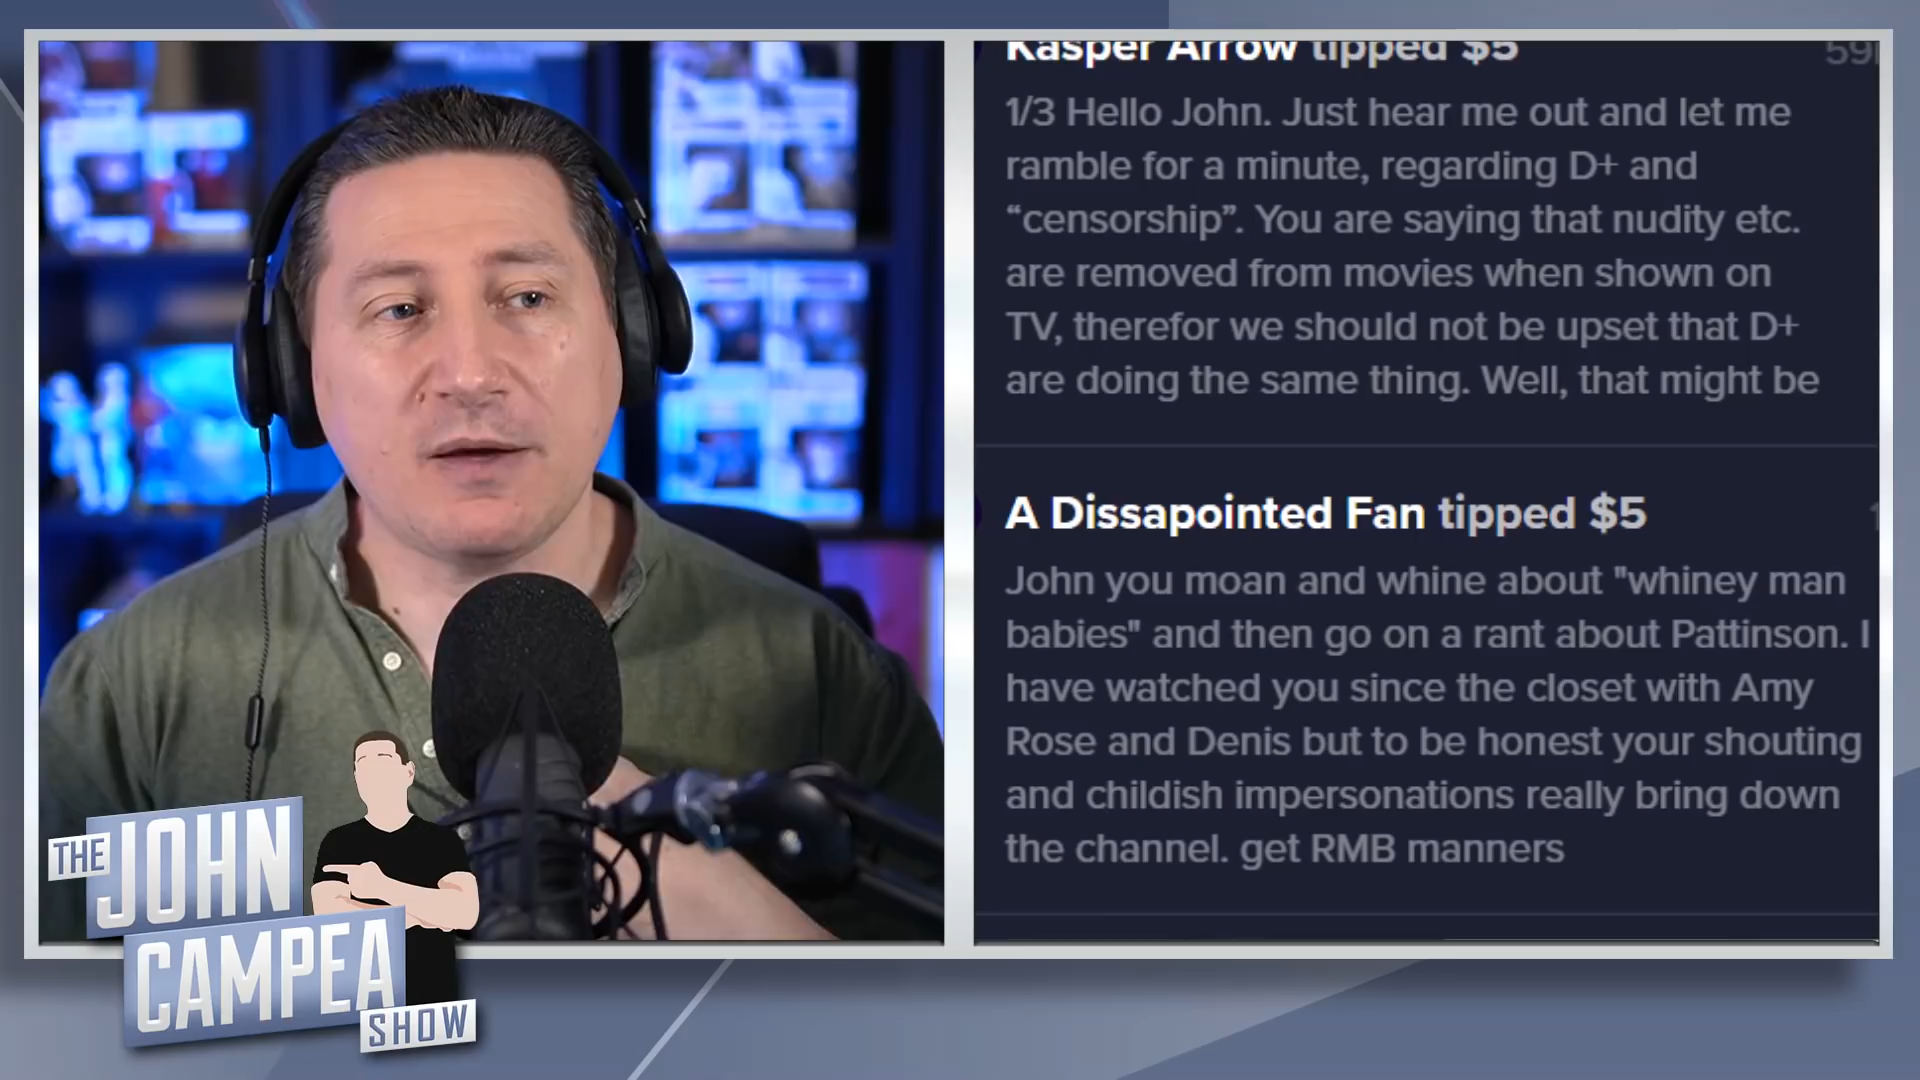 Kasper Arrow tipped $5
59
1/3 Hello John. Just hear me out and let me
ramble for a minute, regarding D+ and
“censorship”. You are saying that nudity etc.
are removed from movies when shown on
TV, therefor we should not be upset that D+
are doing the same thing. Well, that might be
A Dissapointed Fan tipped $5
John you moan and whine about "whiney man
babies" and then go on a rant about Pattinson. I
have watched you since the closet with Amy
Rose and Denis but to be honest your shouting
and childish impersonations really bring down
the channel. get RMB manners
THE
JOHN
CAMPEA
SHOW